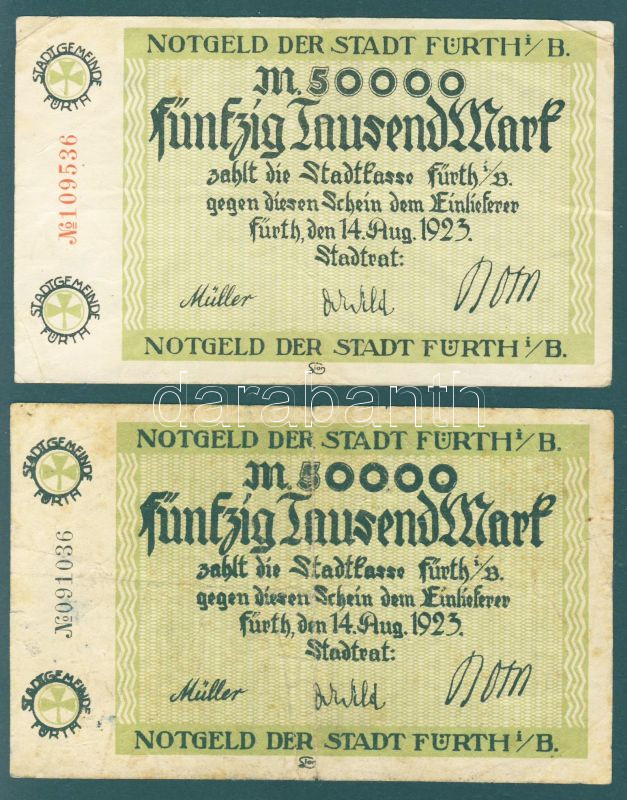 NOTGELD DER STADT FÜRTH i/B.
STADTGEMEINDE FÜRTH
M. 50000
fünfzig Tausend Mark
zahlt die Stadtkasse Fürth i/B.
gegen diesen Schein dem Einlieferer
Fürth, den 14. Aug. 1923.
Stadtrat:
№109536
Müller
STADTGEMEINDE FÜRTH
NOTGELD DER STADT FÜRTH i/B.
darabanth
NOTGELD DER STADT FÜRTH i/B.
STADTGEMEINDE FÜRTH
M. 50000
fünfzig Tausend Mark
zahlt die Stadtkasse Fürth i/B.
gegen diesen Schein dem Einlieferer
Fürth, den 14. Aug. 1923.
Stadtrat:
№091036
Müller
STADTGEMEINDE FÜRTH
NOTGELD DER STADT FÜRTH i/B.